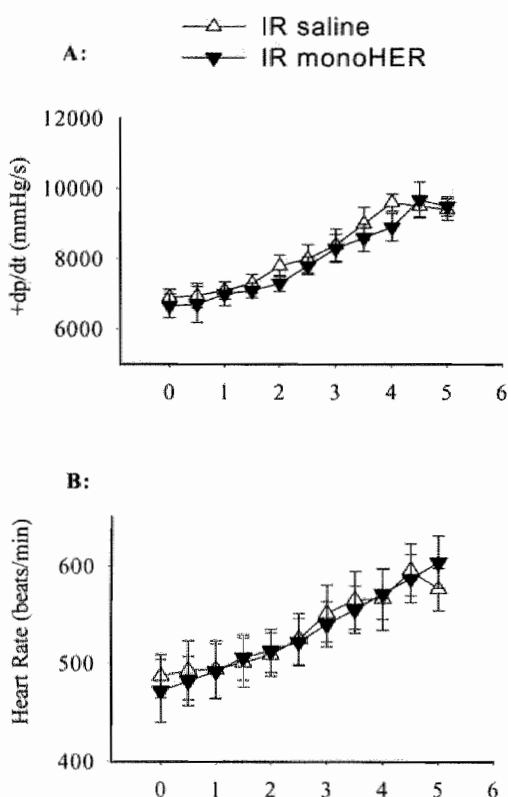 IR saline
A:
IR monoHER
12000
10000
8000
6000
+dp/dt (mmHg/s)
0 1 2 3 4 5 6
B:
600
500
400
Heart Rate (beats/min)
0 1 2 3 4 5 6